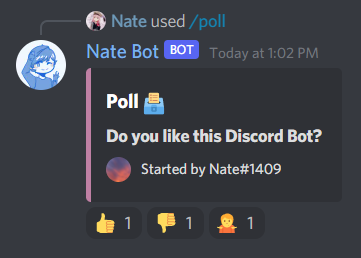 Nate used /poll
Nate Bot BOT Today at 1:02 PM
Poll
Do you like this Discord Bot?
Started by Nate#1409
1 1 1